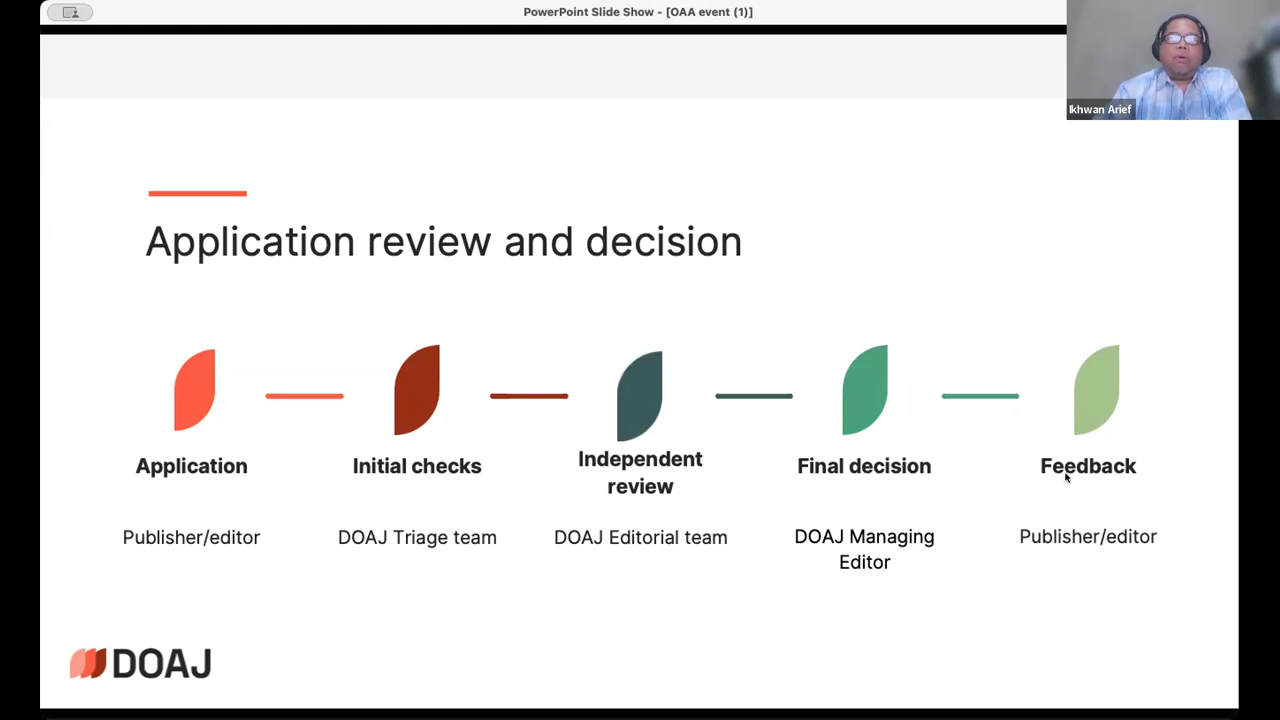 PowerPoint Slide Show - [OAA event (1)]
Ikhwan Arief
Application review and decision
Application
Initial checks
Independent
review
Final decision
Feedback
Publisher/editor
DOAJ Triage team
DOAJ Editorial team
DOAJ Managing
Editor
Publisher/editor
DOAJ